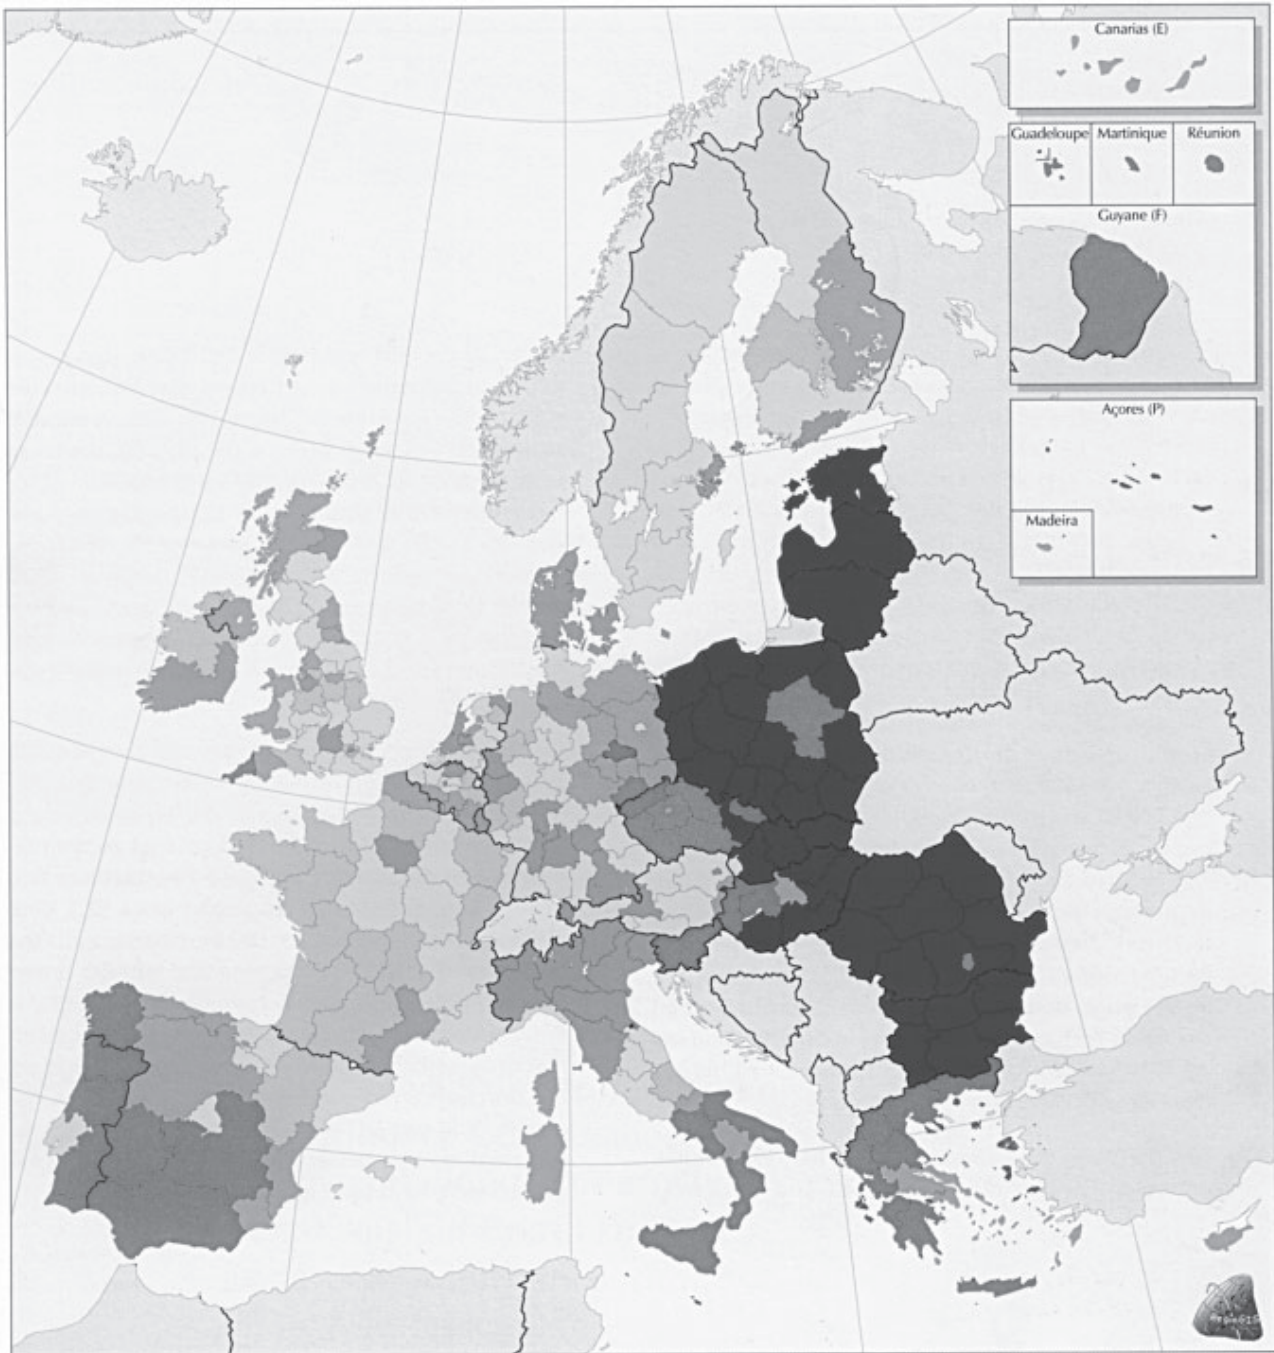 Canarias (E)
Guadeloupe
Martinique
Réunion
Guyane (F)
Açores (P)
Madeira